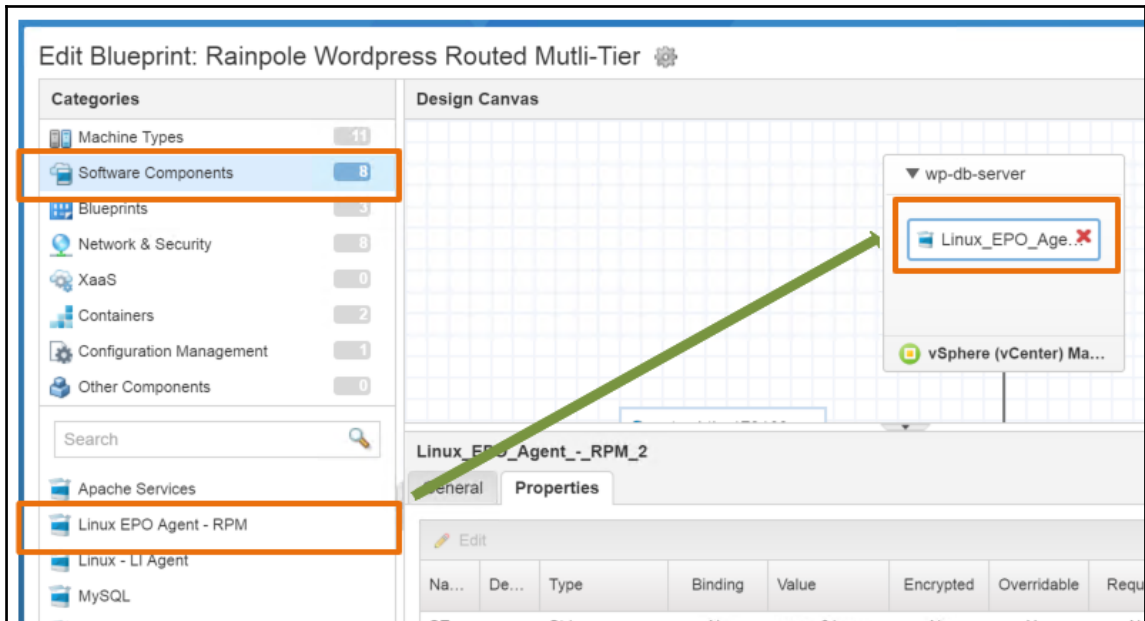 Edit Blueprint: Rainpole Wordpress Routed Mutli-Tier
Categories
Machine Types 11
Software Components 8
Blueprints 3
Network & Security 8
XaaS 0
Containers 2
Configuration Management 1
Other Components 0
Search
Apache Services
Linux EPO Agent - RPM
Linux - LI Agent
MySQL
Design Canvas
wp-db-server
Linux_EPO_Age...
vSphere (vCenter) Ma...
Linux_EPO_Agent_-_RPM_2
General Properties
Edit
Na... De... Type Binding Value Encrypted Overridable Requ